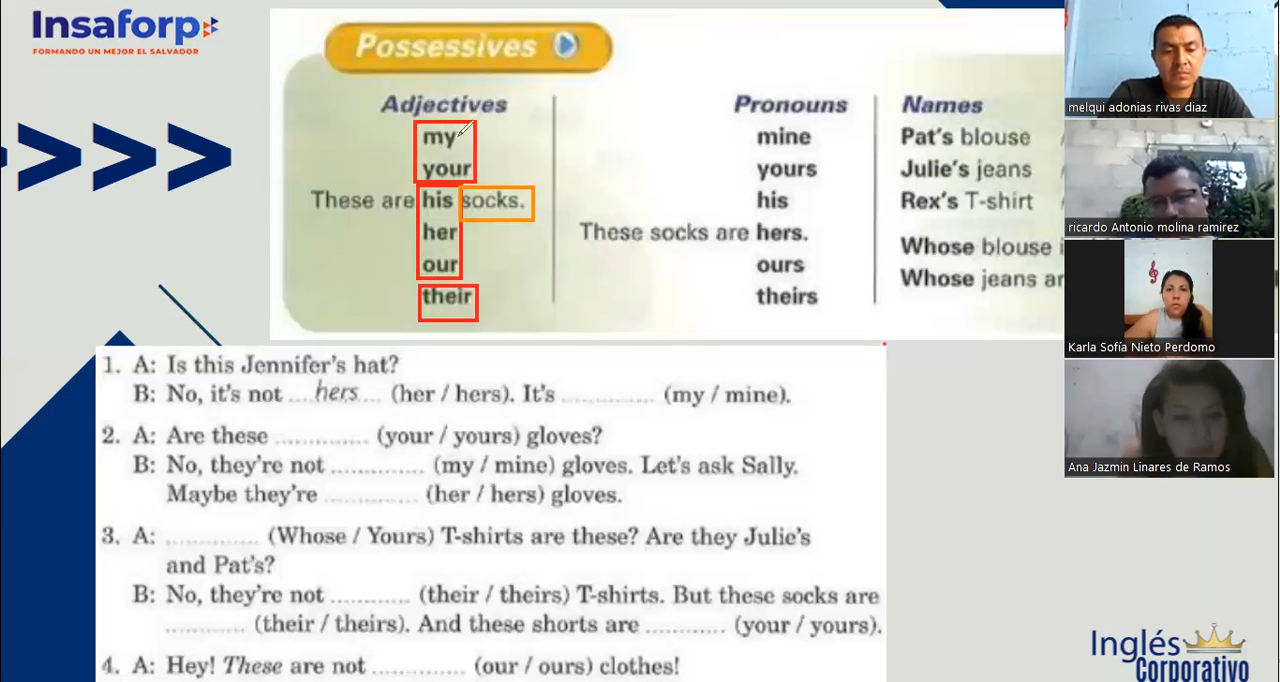 Insaforp
FORMANDO UN MEJOR EL SALVADOR
Possessives
Adjectives
my
your
These are his socks.
her
our
their
Pronouns
mine
yours
his
These socks are hers.
ours
theirs
Names
Pat's blouse
Julie's jeans
Rex's T-shirt
Whose blouse i
Whose jeans ar
1. A: Is this Jennifer's hat?
B: No, it's not ...hers.... (her / hers). It's .............. (my / mine).
2. A: Are these .............. (your / yours) gloves?
B: No, they're not .............. (my / mine) gloves. Let's ask Sally.
Maybe they're .............. (her / hers) gloves.
3. A: .............. (Whose / Yours) T-shirts are these? Are they Julie's
and Pat's?
B: No, they're not ............ (their / theirs) T-shirts. But these socks are
............ (their / theirs). And these shorts are ............ (your / yours).
4. A: Hey! These are not .............. (our / ours) clothes!
melqui adonias rivas diaz
ricardo Antonio molina ramirez
Karla Sofía Nieto Perdomo
Ana Jazmin Linares de Ramos
Inglés
Corporativo